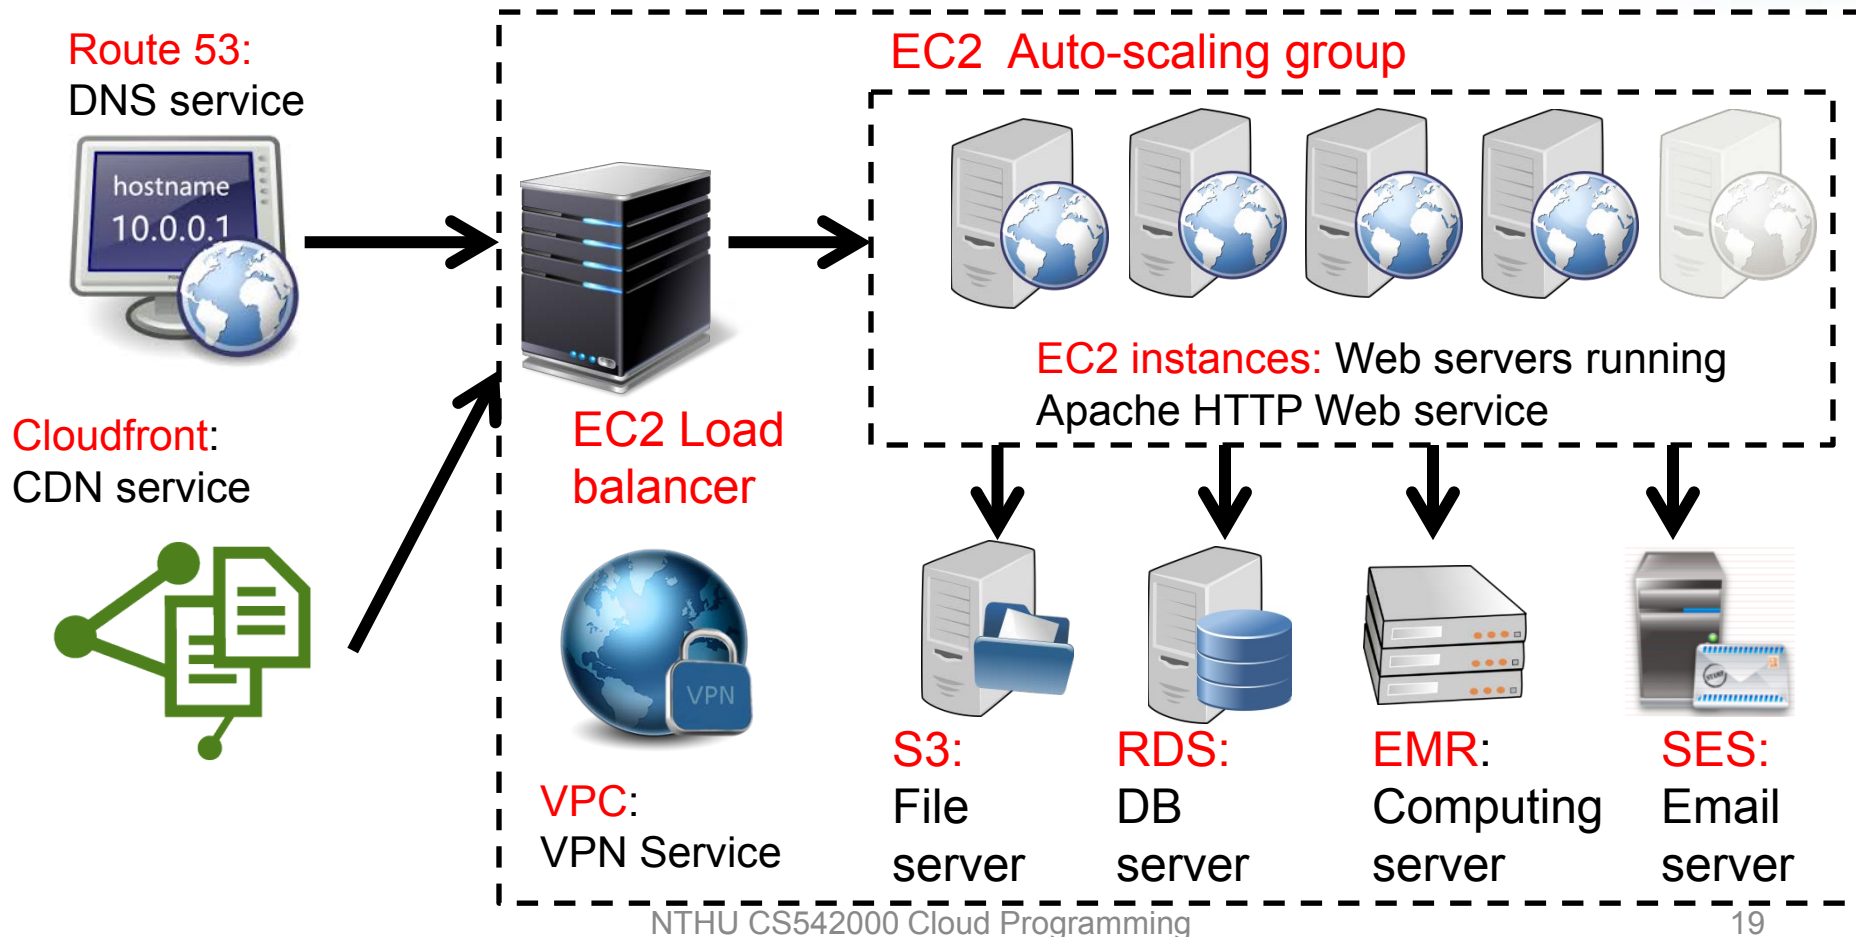 Route 53:
DNS service
hostname
10.0.0.1
Cloudfront:
CDN service
EC2 Load
balancer
VPN
VPC:
VPN Service
EC2  Auto-scaling group
EC2 instances: Web servers running
Apache HTTP Web service
S3:
File
server
RDS:
DB
server
EMR:
Computing
server
SES:
Email
server
NTHU CS542000 Cloud Programming
19